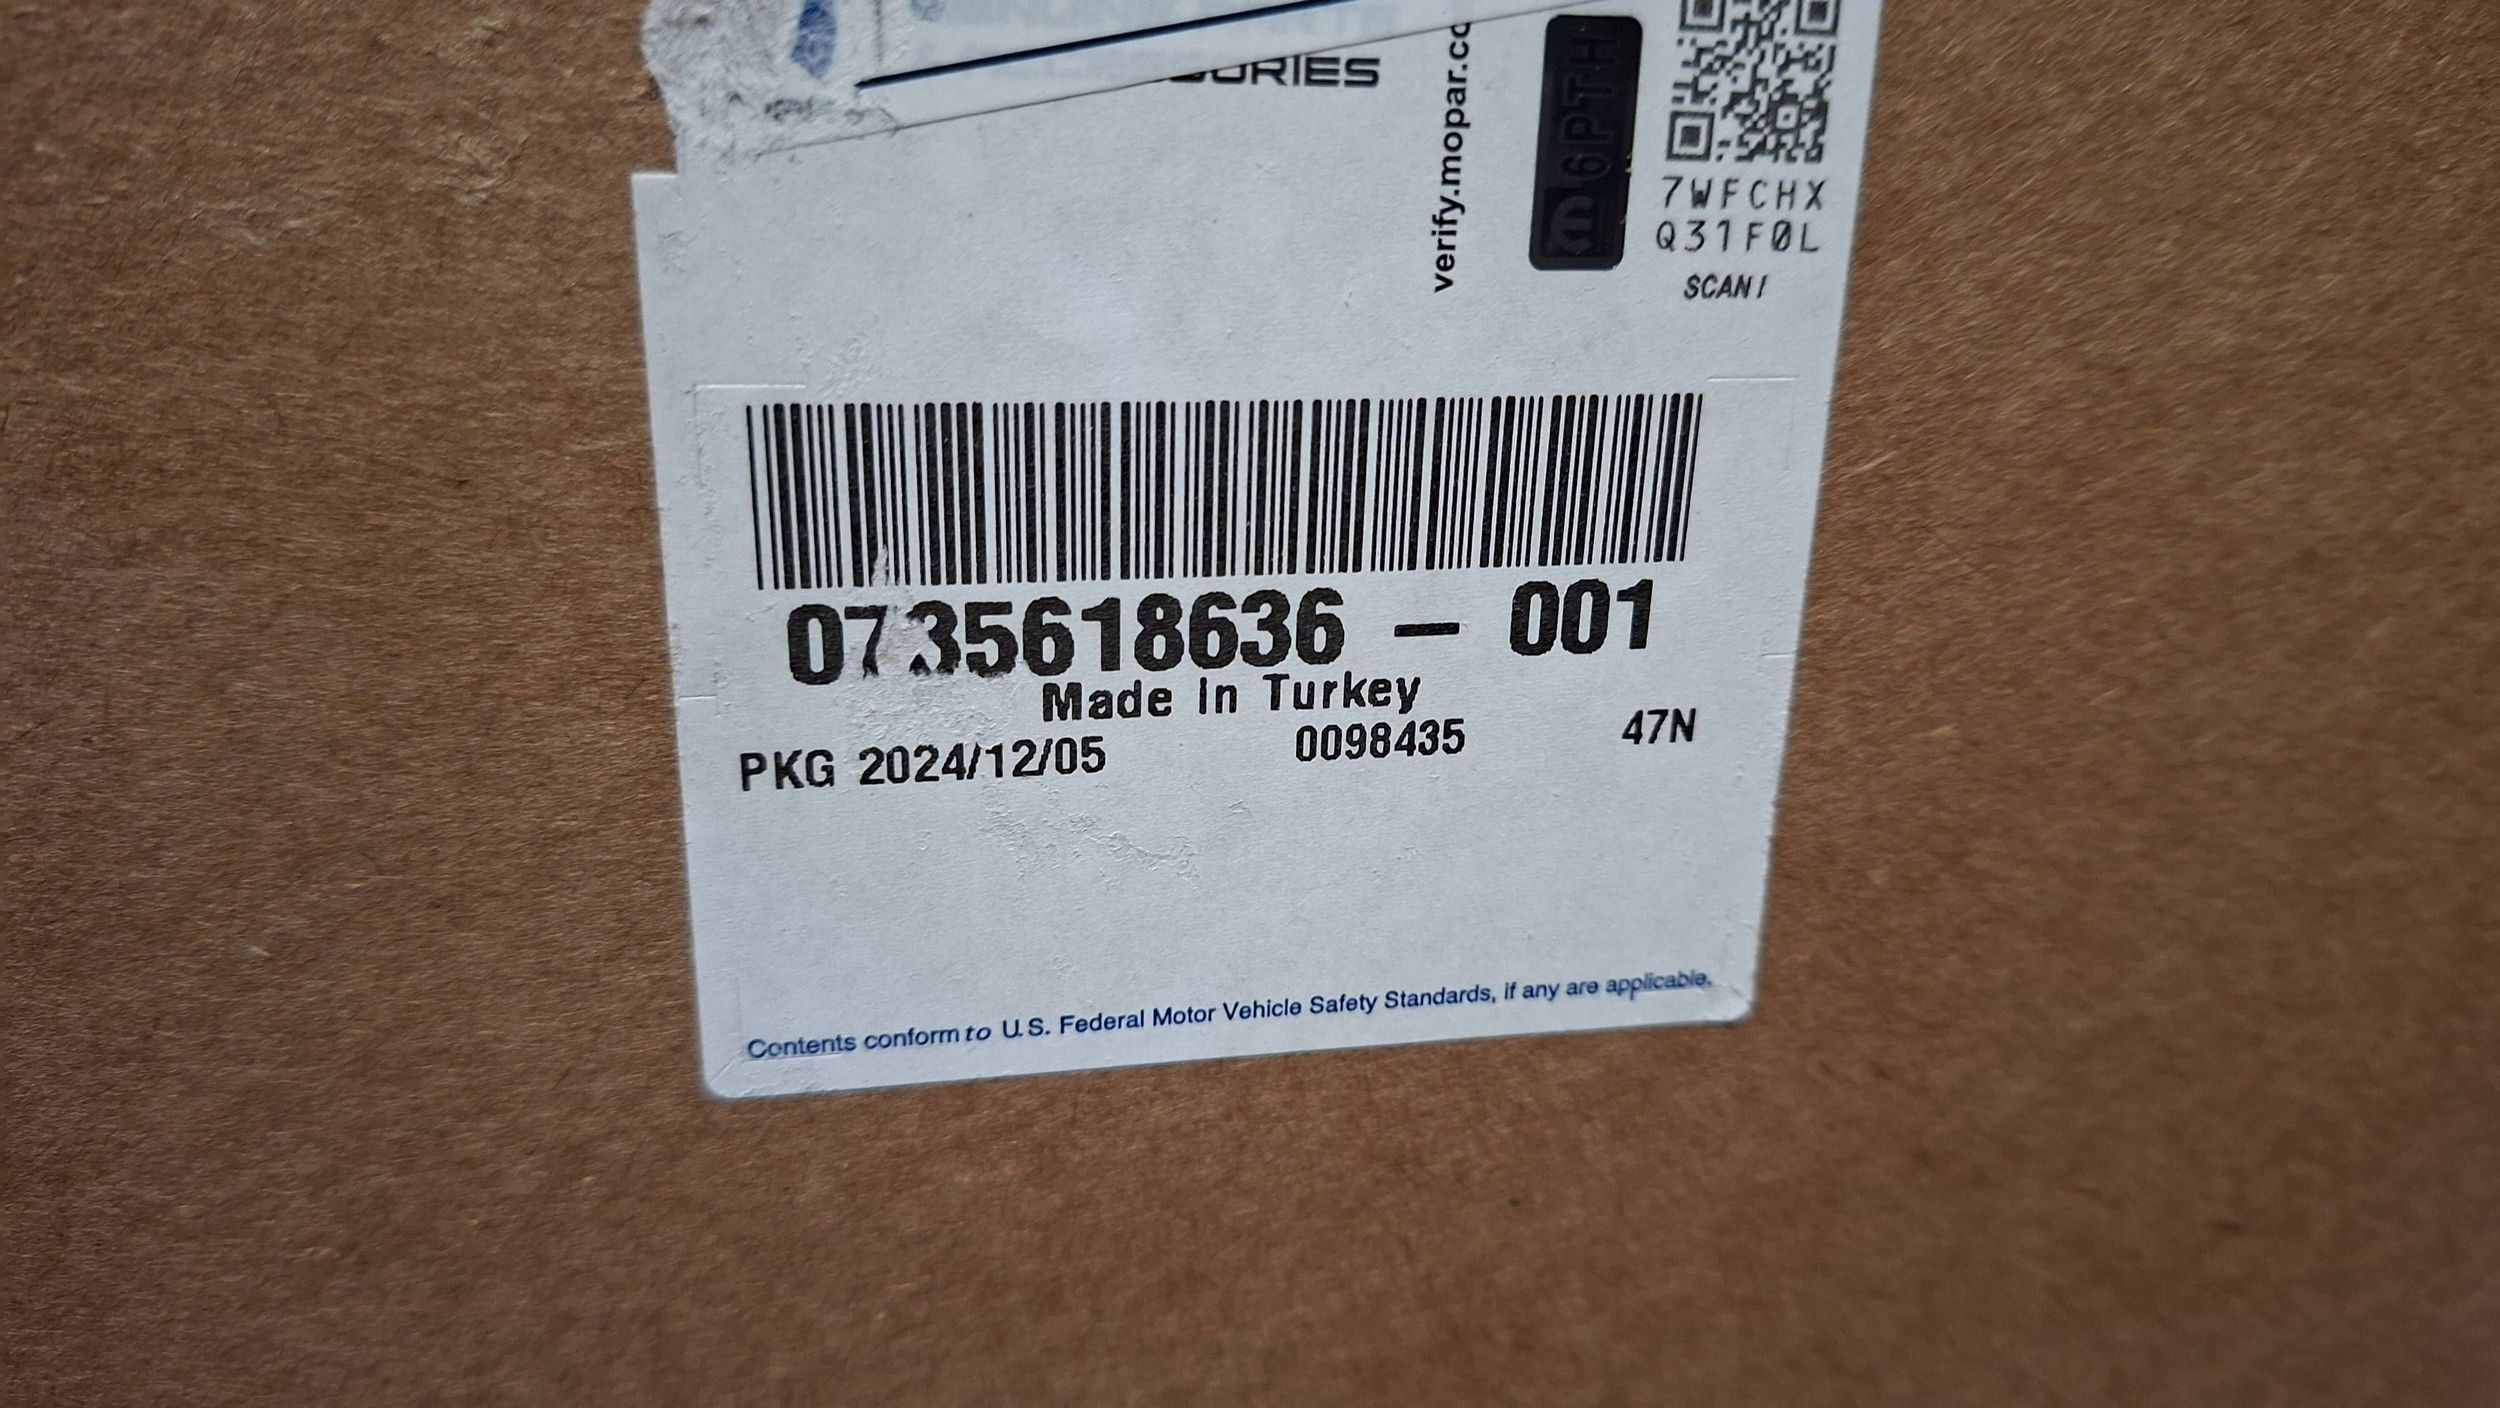 verify.mopar.co
6PTH
7WFCHX
Q31F0L
SCAN!
0735618636 – 001
Made in Turkey
PKG 2024/12/05 0098435 47N
Contents conform to U.S. Federal Motor Vehicle Safety Standards, if any are applicable.